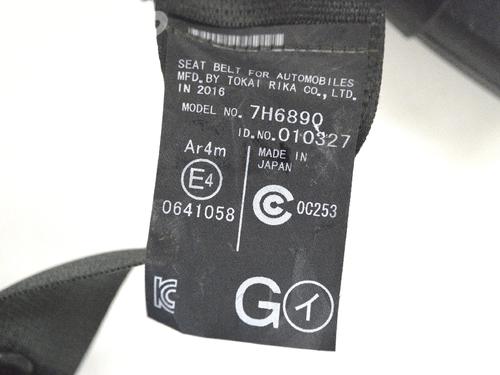 SEAT BELT FOR AUTOMOBILES
MFD. BY TOKAI RIKA CO., LTD.
IN 2016
MODEL NO. 7H6890
ID. NO. 010327
Ar4m
MADE IN
JAPAN
E4
0641058
C 0C253
KC
G イ